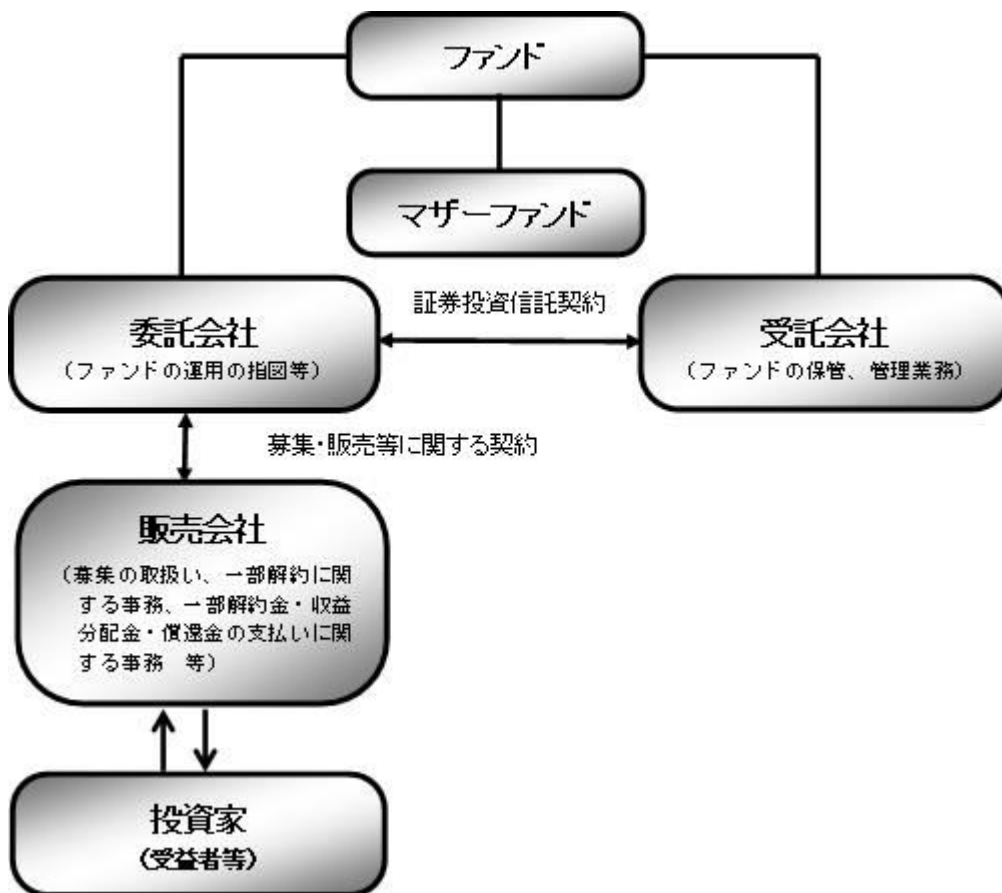 ファンド
マザーファンド
証券投資信託契約
委託会社
（ファンドの運用の指図等）
受託会社
（ファンドの保管、管理業務）
募集・販売等に関する契約
販売会社
（募集の取扱い、一部解約に関
する事務、一部解約金・収益
分配金・償還金の支払いに関
する事務　等）
投資家
（受益者等）